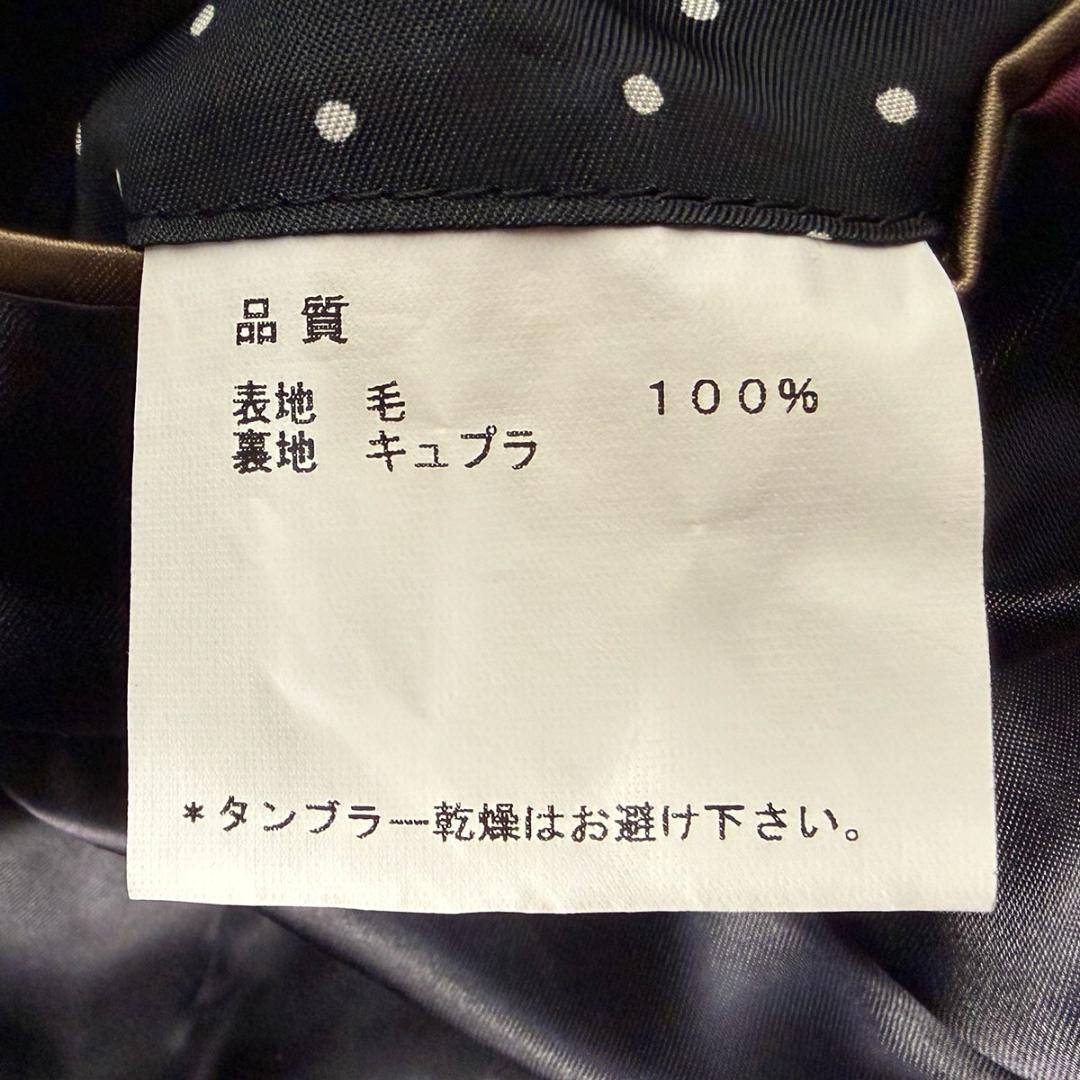 品質
表地　毛　　　　　１００％
裏地　キュプラ
*タンブラー乾燥はお避け下さい。